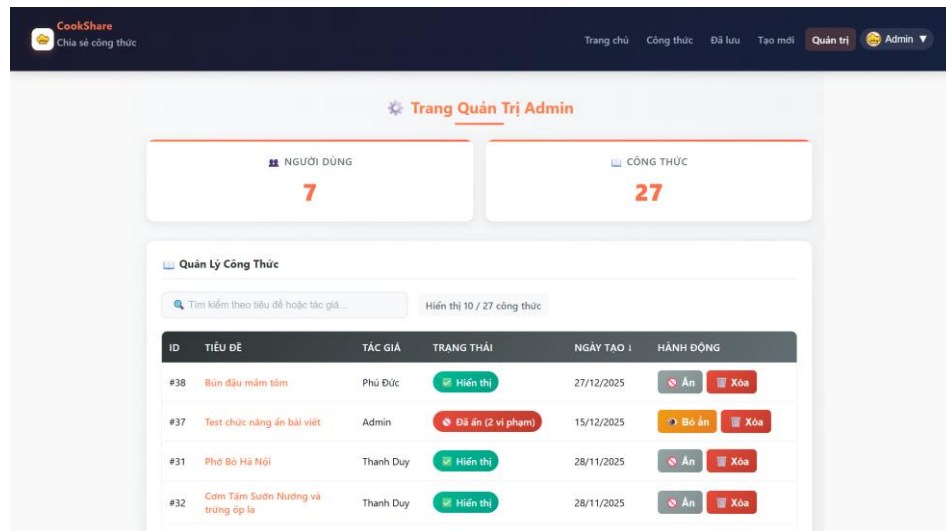 CookShare
Chia sẻ công thức
Trang chủ Công thức Đã lưu Tạo mới Quản trị Admin ▼
Trang Quản Trị Admin
NGƯỜI DÙNG
7
CÔNG THỨC
27
Quản Lý Công Thức
Tìm kiếm theo tiêu đề hoặc tác giả...
Hiển thị 10 / 27 công thức
ID TIÊU ĐỀ TÁC GIẢ TRẠNG THÁI NGÀY TẠO ↓ HÀNH ĐỘNG
#38 Bún đậu mắm tôm Phú Đức Hiển thị 27/12/2025 Ẩn Xóa
#37 Test chức năng ẩn bài viết Admin Đã ẩn (2 vi phạm) 15/12/2025 Bỏ ẩn Xóa
#31 Phở Bò Hà Nội Thanh Duy Hiển thị 28/11/2025 Ẩn Xóa
#32 Cơm Tấm Sườn Nướng và
trứng ốp la Thanh Duy Hiển thị 28/11/2025 Ẩn Xóa